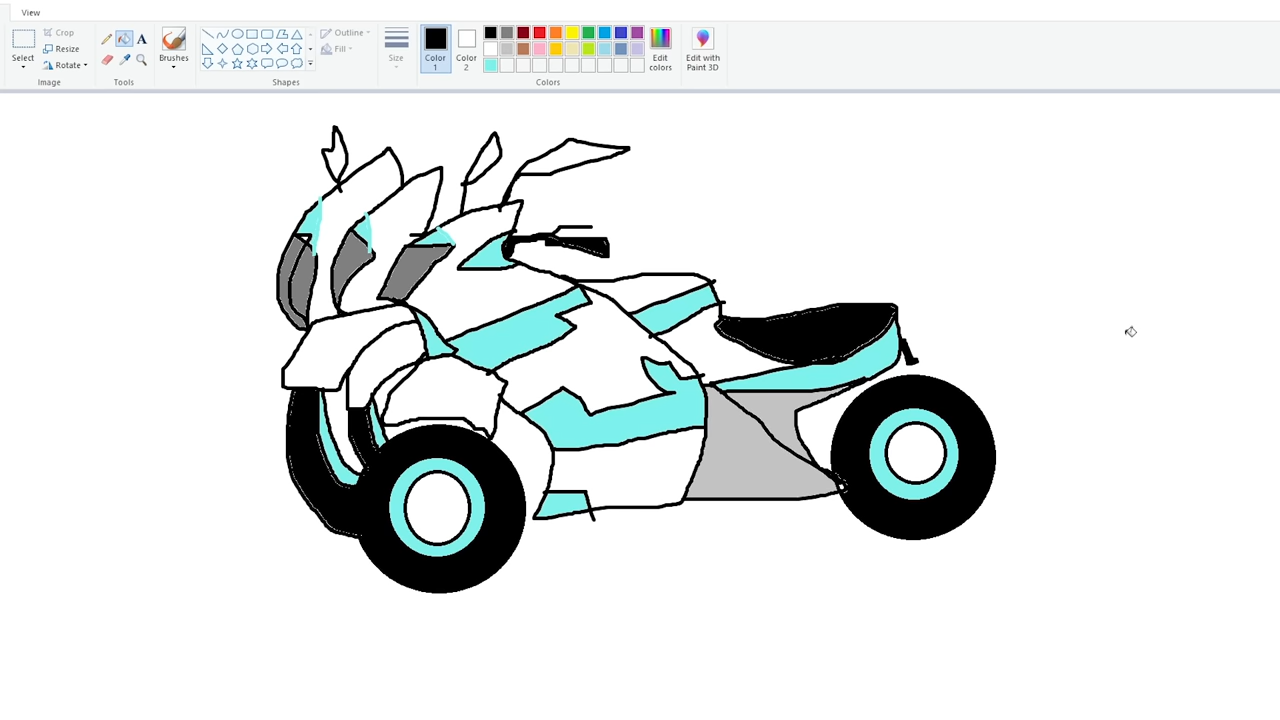 View
Crop
Resize
Rotate
Select
Image
Tools
Brushes
Outline
Fill
Shapes
Size
Color 1
Color 2
Edit colors
Edit with Paint 3D
Colors
A